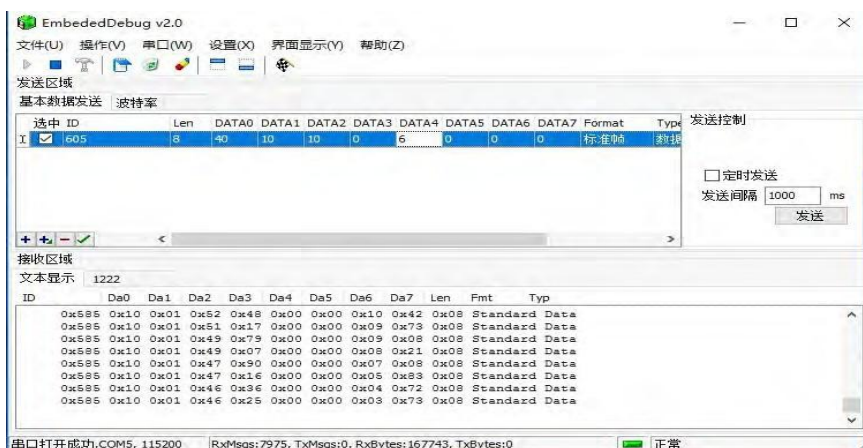 EmbededDebug v2.0
文件(U) 操作(V) 串口(W) 设置(X) 界面显示(Y) 帮助(Z)
发送区域
基本数据发送 波特率
选中 ID Len DATA0 DATA1 DATA2 DATA3 DATA4 DATA5 DATA6 DATA7 Format Type
605 8 40 10 10 0 6 0 0 0 标准帧 数据
发送控制
定时发送
发送间隔 1000 ms
发送
接收区域
文本显示 1222
ID Da0 Da1 Da2 Da3 Da4 Da5 Da6 Da7 Len Fmt Typ
0x585 0x10 0x01 0x52 0x48 0x00 0x00 0x10 0x42 0x08 Standard Data
0x585 0x10 0x01 0x51 0x17 0x00 0x00 0x09 0x73 0x08 Standard Data
0x585 0x10 0x01 0x49 0x79 0x00 0x00 0x09 0x08 0x08 Standard Data
0x585 0x10 0x01 0x49 0x07 0x00 0x00 0x08 0x21 0x08 Standard Data
0x585 0x10 0x01 0x47 0x90 0x00 0x00 0x07 0x08 0x08 Standard Data
0x585 0x10 0x01 0x47 0x16 0x00 0x00 0x05 0x83 0x08 Standard Data
0x585 0x10 0x01 0x46 0x36 0x00 0x00 0x04 0x72 0x08 Standard Data
0x585 0x10 0x01 0x46 0x25 0x00 0x00 0x03 0x73 0x08 Standard Data
串口打开成功,COM5, 115200 RxMsgs:7975, TxMsgs:0, RxBytes:167743, TxBytes:0 正常